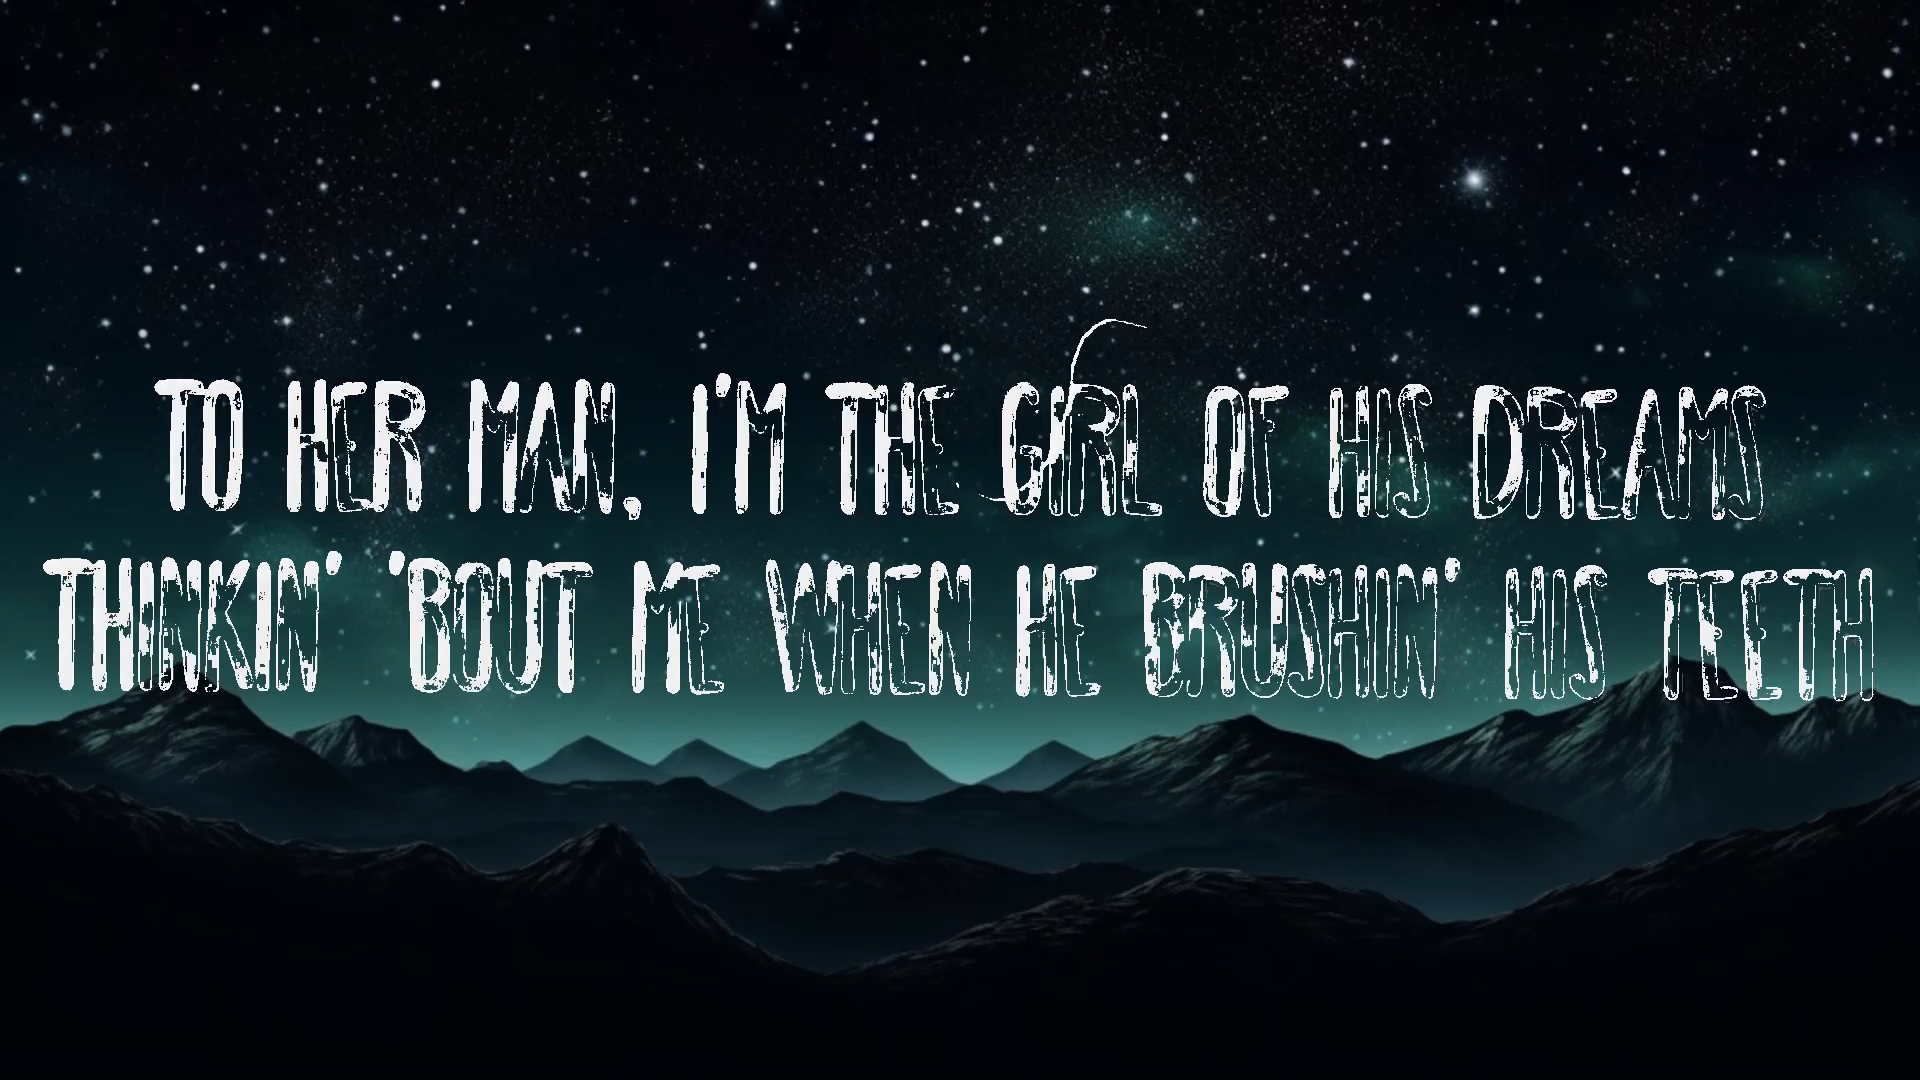 TO HER MAN, I'M THE GIRL OF HIS DREAMS
THINKIN' 'BOUT ME WHEN HE BRUSHIN' HIS TEETH